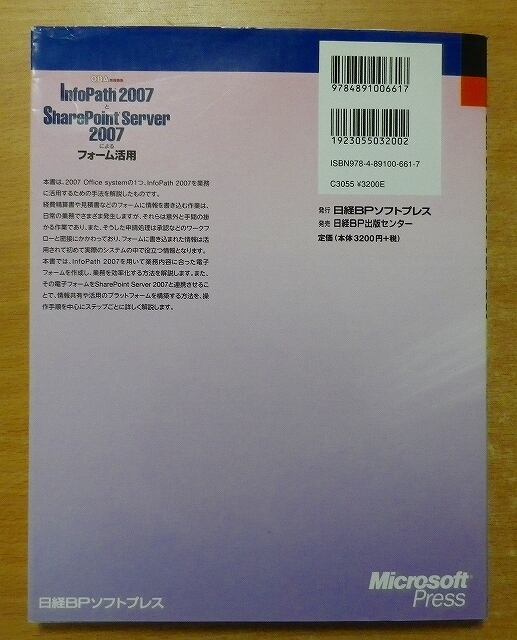 OBA実践講座
InfoPath 2007
と
SharePoint Server
2007
による
フォーム活用
本書は、2007 Office systemの1つ、InfoPath 2007を業務
に活用するための手法を解説したものです。
経費精算書や見積書などのフォームに情報を書き込む作業は、
日常の業務でさまざま発生しますが、それらは意外と手間の掛
かる作業であり、また、そうした申請処理は承認などのワークフ
ローと密接にかかわっており、フォームに書き込まれた情報は活
用されて初めて実際のシステムの中で役立つ情報となります。
本書では、InfoPath 2007を用いて業務内容に合った電子
フォームを作成し、業務を効率化する方法を解説します。また、
その電子フォームをSharePoint Server 2007と連携させるこ
とで、情報共有や活用のプラットフォームを構築する方法を、操
作手順を中心にステップごとに詳しく解説します。
9784891006617
1923055032002
ISBN978-4-89100-661-7
C3055 ¥3200E
発行 日経BPソフトプレス
発売 日経BP出版センター
定価（本体3200円+税）
Microsoft
Press
日経BPソフトプレス